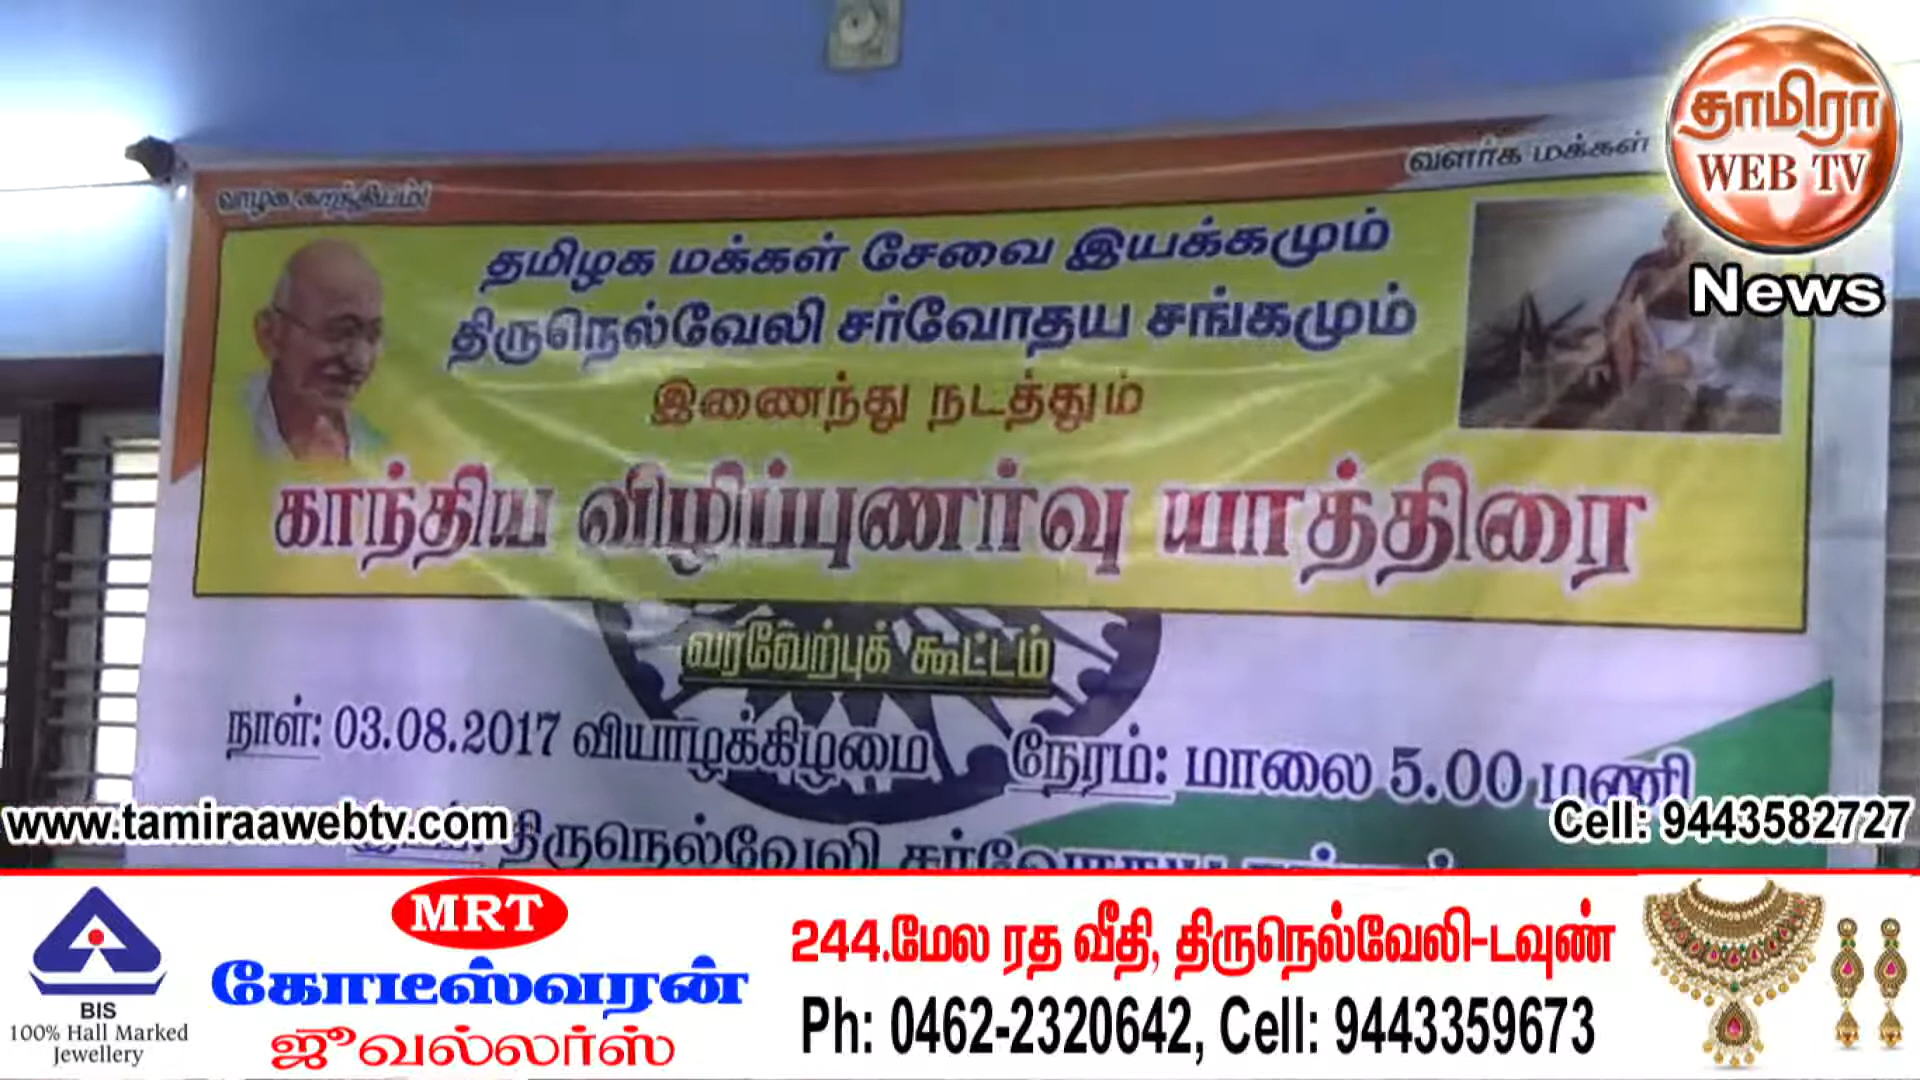 தாமிரா
WEB TV
News
வாழ்க காந்தியம்!
வளர்க மக்கள்
தமிழக மக்கள் சேவை இயக்கமும்
திருநெல்வேலி சர்வோதய சங்கமும்
இணைந்து நடத்தும்
காந்திய விழிப்புணர்வு யாத்திரை
வரவேற்புக் கூட்டம்
நாள்: 03.08.2017 வியாழக்கிழமை நேரம்: மாலை 5.00 மணி
திருநெல்வேலி சர்வோதய
www.tamiraawebtv.com
Cell: 9443582727
BIS
100% Hall Marked
Jewellery
MRT
கோடீஸ்வரன்
ஜூவல்லர்ஸ்
244.மேல ரத வீதி, திருநெல்வேலி-டவுண்
Ph: 0462-2320642, Cell: 9443359673